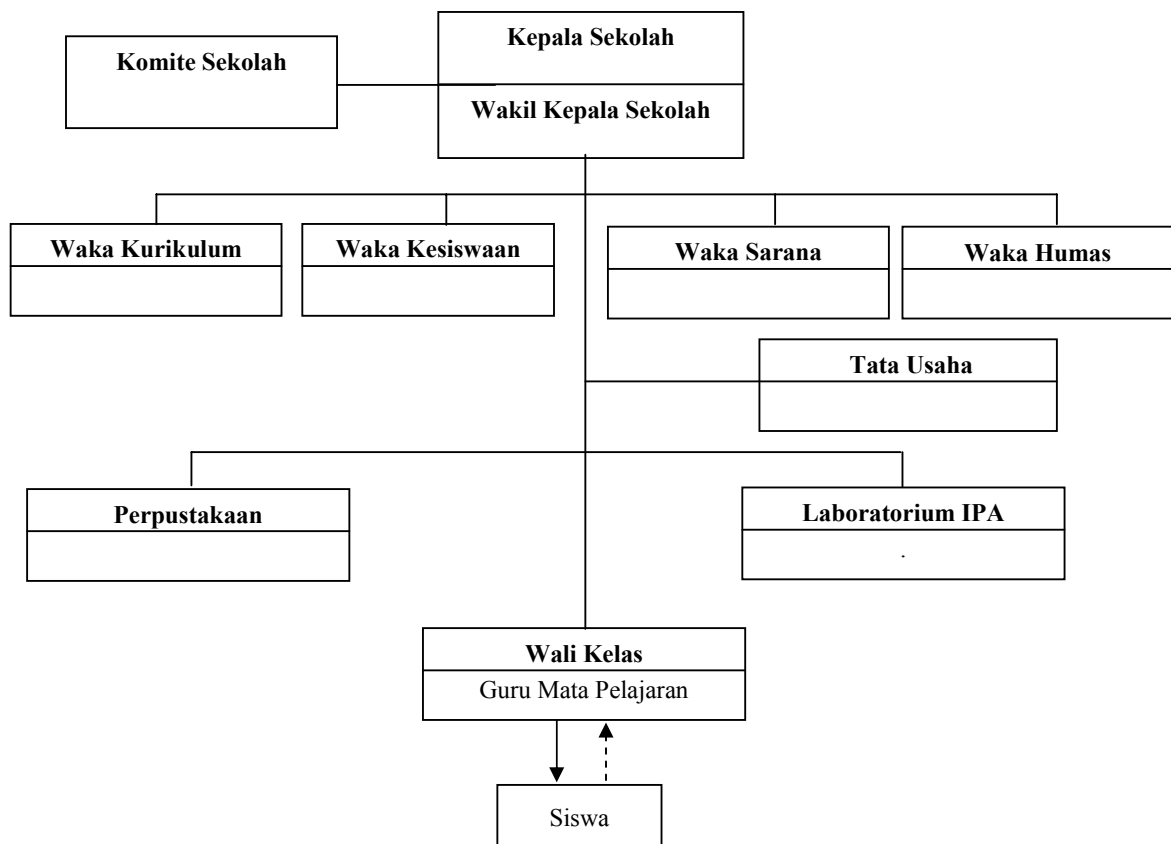 Kepala Sekolah
Komite Sekolah
Wakil Kepala Sekolah
Waka Kurikulum
Waka Kesiswaan
Waka Sarana
Waka Humas
Tata Usaha
Perpustakaan
Laboratorium IPA
.
Wali Kelas
Guru Mata Pelajaran
Siswa